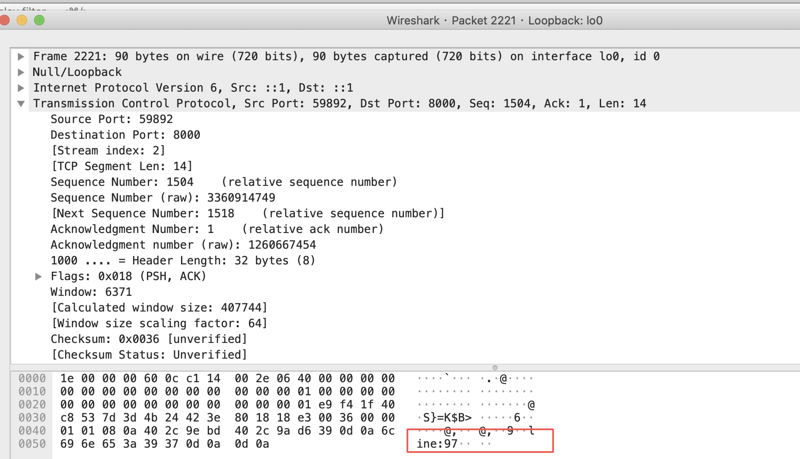 Wireshark · Packet 2221 · Loopback: lo0
Frame 2221: 90 bytes on wire (720 bits), 90 bytes captured (720 bits) on interface lo0, id 0
Null/Loopback
Internet Protocol Version 6, Src: ::1, Dst: ::1
Transmission Control Protocol, Src Port: 59892, Dst Port: 8000, Seq: 1504, Ack: 1, Len: 14
Source Port: 59892
Destination Port: 8000
[Stream index: 2]
[TCP Segment Len: 14]
Sequence Number: 1504    (relative sequence number)
Sequence Number (raw): 3360914749
[Next Sequence Number: 1518    (relative sequence number)]
Acknowledgment Number: 1    (relative ack number)
Acknowledgment number (raw): 1260667454
1000 .... = Header Length: 32 bytes (8)
Flags: 0x018 (PSH, ACK)
Window: 6371
[Calculated window size: 407744]
[Window size scaling factor: 64]
Checksum: 0x0036 [unverified]
[Checksum Status: Unverified]
0000 1e 00 00 00 60 0c c1 14 00 2e 06 40 00 00 00 00 ····`··· ·.·@····
0010 00 00 00 00 00 00 00 00 00 00 00 01 00 00 00 00 ········ ········
0020 00 00 00 00 00 00 00 00 00 00 00 01 e9 f4 1f 40 ········ ·······@
0030 c8 53 7d 3d 4b 24 42 3e 80 18 18 e3 00 36 00 00 ·S}=K$B> ·····6··
0040 01 01 08 0a 40 2c 9e bd 40 2c 9a d6 39 0d 0a 6c ····@,·· @,··9··l
0050 69 6e 65 3a 39 37 0d 0a 0d 0a ine:97·· ··